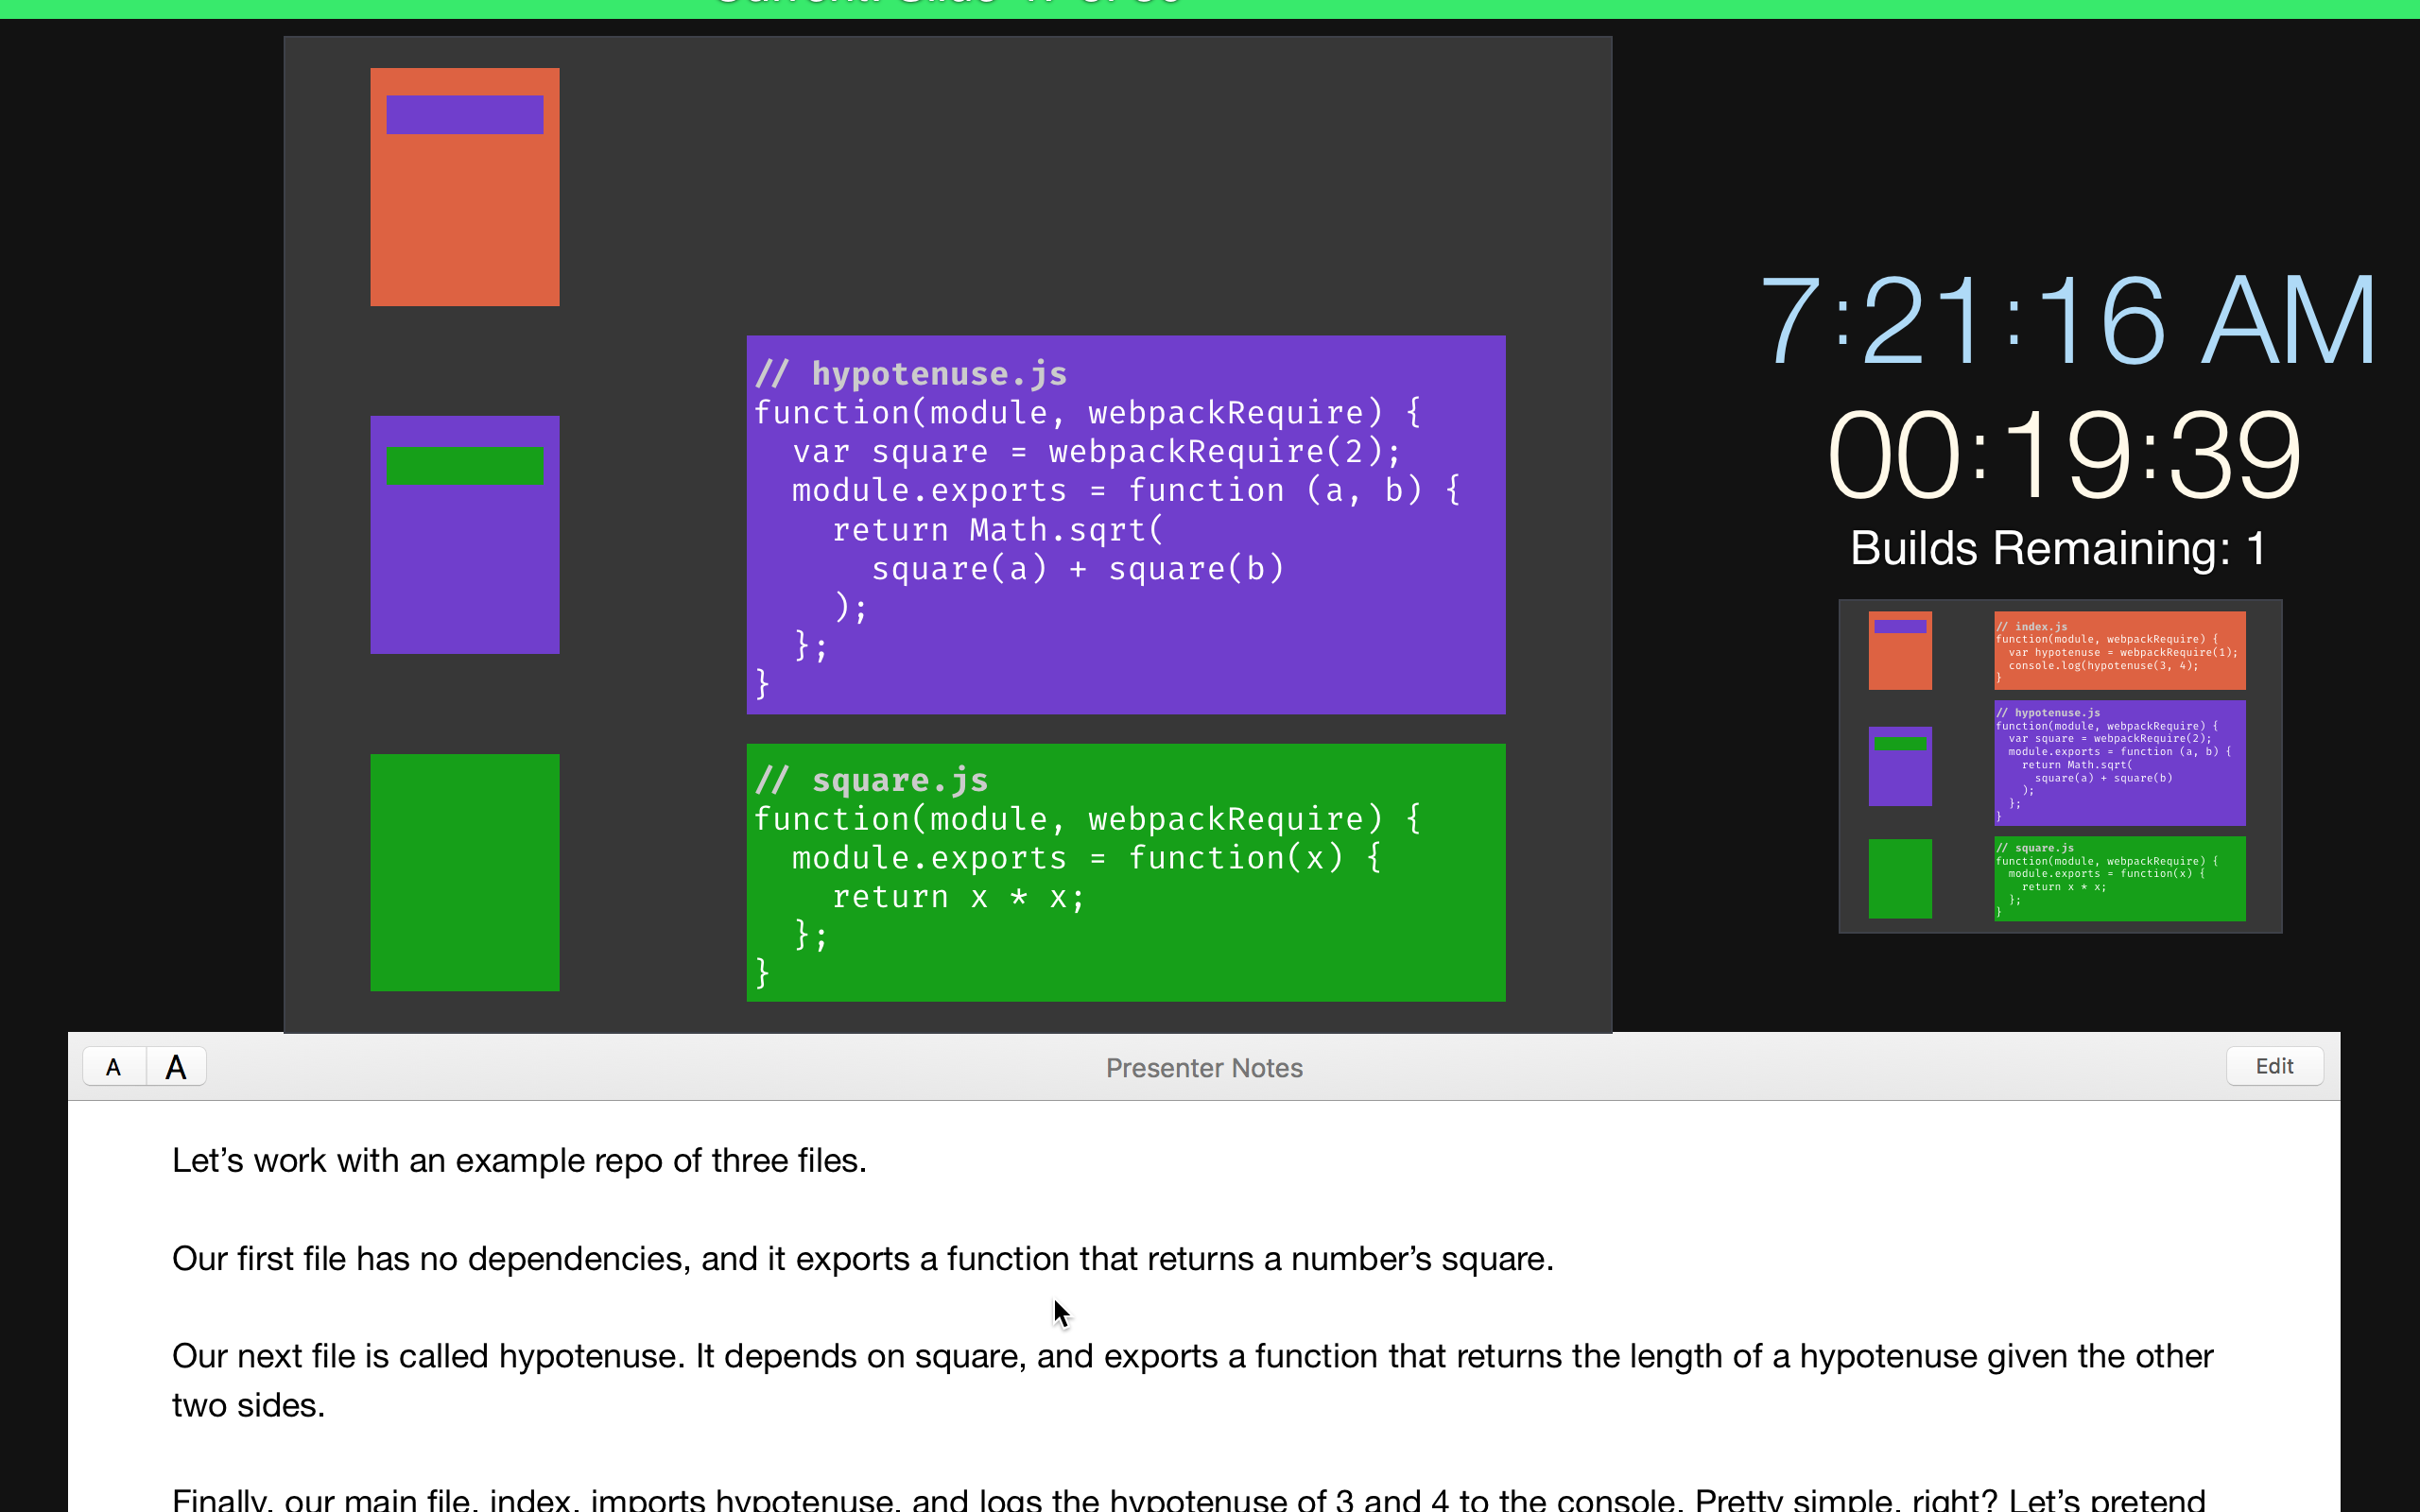 // hypotenuse.js
function(module, webpackRequire) {
  var square = webpackRequire(2);
  module.exports = function (a, b) {
    return Math.sqrt(
      square(a) + square(b)
    );
  };
}
// square.js
function(module, webpackRequire) {
  module.exports = function(x) {
    return x * x;
  };
}
7:21:16 AM
00:19:39
Builds Remaining: 1
// index.js
function(module, webpackRequire) {
  var hypotenuse = webpackRequire(1);
  console.log(hypotenuse(3, 4);
}
// hypotenuse.js
function(module, webpackRequire) {
  var square = webpackRequire(2);
  module.exports = function (a, b) {
    return Math.sqrt(
      square(a) + square(b)
    );
  };
}
// square.js
function(module, webpackRequire) {
  module.exports = function(x) {
    return x * x;
  };
}
A A Presenter Notes Edit
Let’s work with an example repo of three files.
Our first file has no dependencies, and it exports a function that returns a number’s square.
Our next file is called hypotenuse. It depends on square, and exports a function that returns the length of a hypotenuse given the other
two sides.
Finally, our main file, index, imports hypotenuse, and logs the hypotenuse of 3 and 4 to the console. Pretty simple, right? Let’s pretend